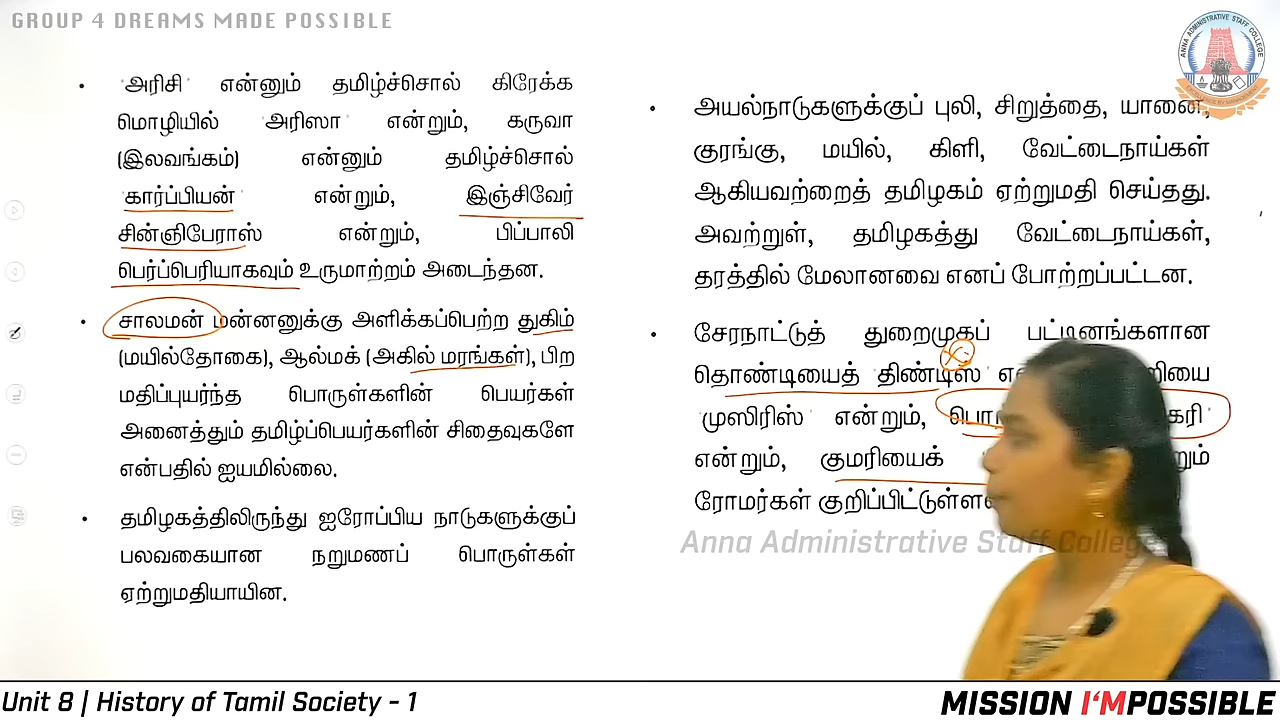 GROUP 4 DREAMS MADE POSSIBLE
ANNA ADMINISTRATIVE STAFF COLLEGE
• 'அரிசி' என்னும் தமிழ்ச்சொல் கிரேக்க
மொழியில் 'அரிஸா' என்றும், கருவா
(இலவங்கம்) என்னும் தமிழ்ச்சொல்
'கார்ப்பியன்' என்றும், இஞ்சிவேர்
சின்ஞிபேராஸ் என்றும், பிப்பாலி
பெர்ப்பெரியாகவும் உருமாற்றம் அடைந்தன.
• சாலமன் மன்னனுக்கு அளிக்கப்பெற்ற துகிம்
(மயில்தோகை), ஆல்மக் (அகில் மரங்கள்), பிற
மதிப்புயர்ந்த பொருள்களின் பெயர்கள்
அனைத்தும் தமிழ்ப்பெயர்களின் சிதைவுகளே
என்பதில் ஐயமில்லை.
• தமிழகத்திலிருந்து ஐரோப்பிய நாடுகளுக்குப்
பலவகையான நறுமணப் பொருள்கள்
ஏற்றுமதியாயின.
• அயல்நாடுகளுக்குப் புலி, சிறுத்தை, யானை,
குரங்கு, மயில், கிளி, வேட்டைநாய்கள்
ஆகியவற்றைத் தமிழகம் ஏற்றுமதி செய்தது.
அவற்றுள், தமிழகத்து வேட்டைநாய்கள்,
தரத்தில் மேலானவை எனப் போற்றப்பட்டன.
• சேரநாட்டுத் துறைமுகப் பட்டினங்களான
தொண்டியைத் திண்டிஸ்
'முஸிரிஸ்' என்றும்,
என்றும், குமரியைக்
ரோமர்கள்
Anna Administrative Staff College
Unit 8 | History of Tamil Society - 1
MISSION I'MPOSSIBLE